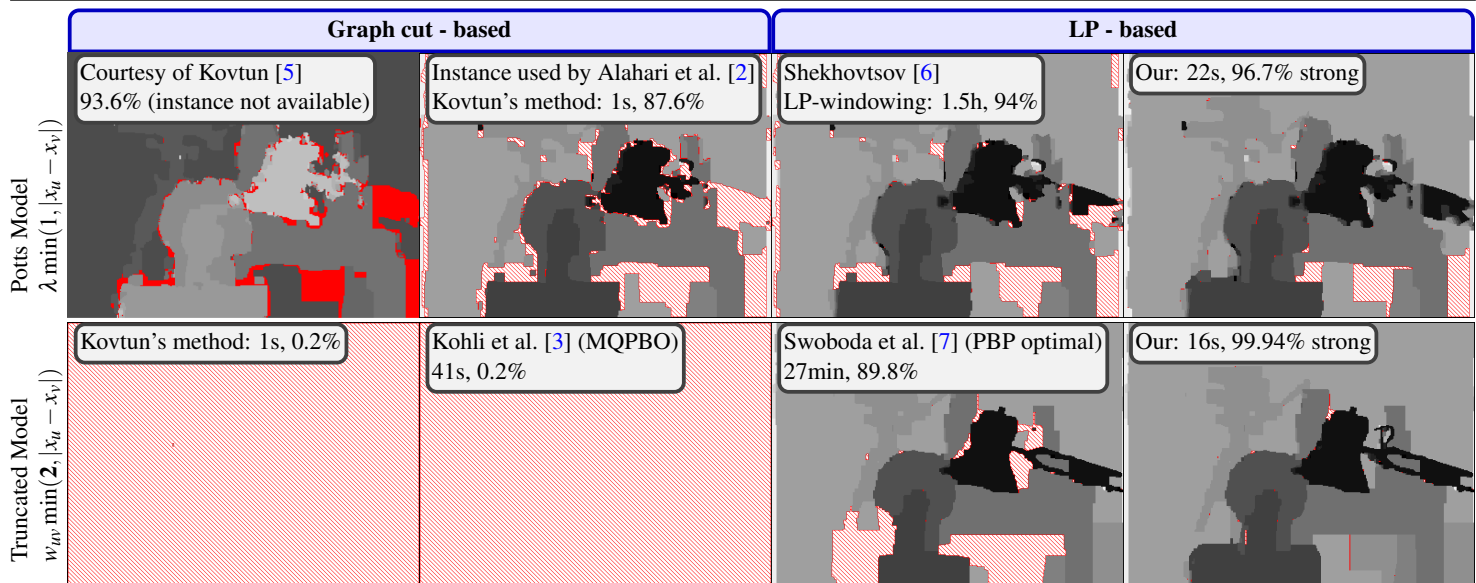 Graph cut - based
LP - based
Potts Model
λ min(1, |x_u − x_v|)
Courtesy of Kovtun [5]
93.6% (instance not available)
Instance used by Alahari et al. [2]
Kovtun's method: 1s, 87.6%
Shekhovtsov [6]
LP-windowing: 1.5h, 94%
Our: 22s, 96.7% strong
Truncated Model
w_{uv} min(2, |x_u − x_v|)
Kovtun's method: 1s, 0.2%
Kohli et al. [3] (MQPBO)
41s, 0.2%
Swoboda et al. [7] (PBP optimal)
27min, 89.8%
Our: 16s, 99.94% strong